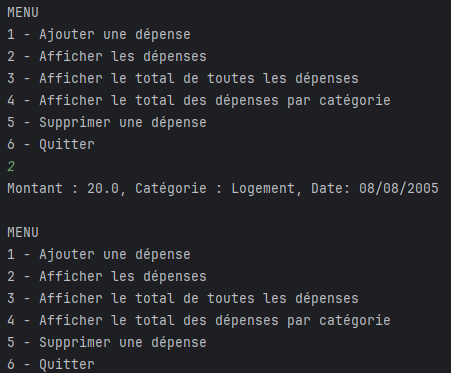 MENU
1 - Ajouter une dépense
2 - Afficher les dépenses
3 - Afficher le total de toutes les dépenses
4 - Afficher le total des dépenses par catégorie
5 - Supprimer une dépense
6 - Quitter
2
Montant : 20.0, Catégorie : Logement, Date: 08/08/2005
MENU
1 - Ajouter une dépense
2 - Afficher les dépenses
3 - Afficher le total de toutes les dépenses
4 - Afficher le total des dépenses par catégorie
5 - Supprimer une dépense
6 - Quitter